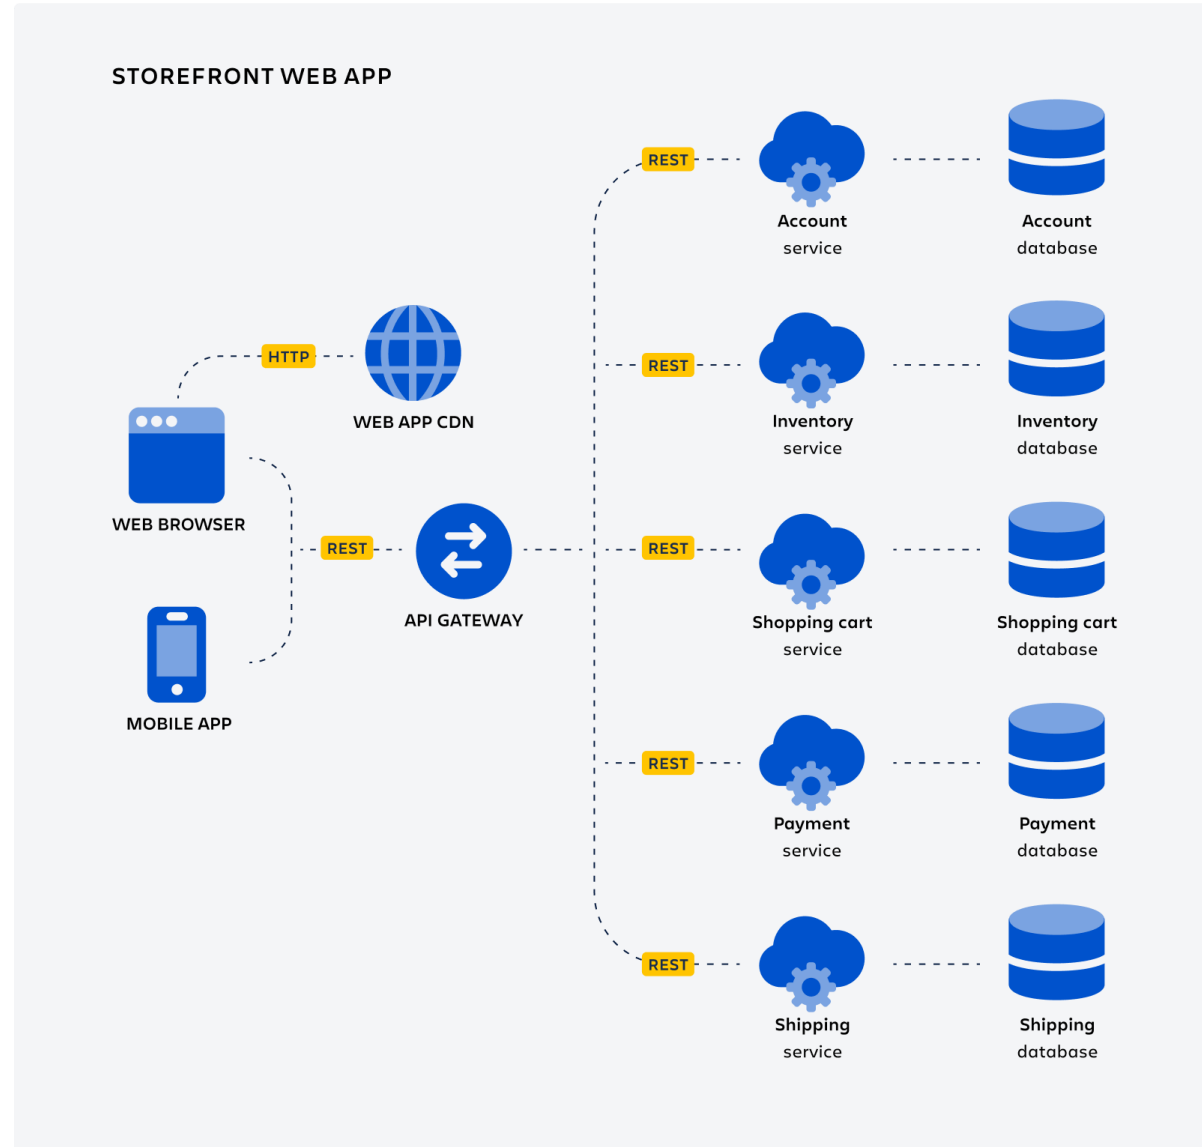 STOREFRONT WEB APP
REST
Account
service
Account
database
HTTP
WEB APP CDN
REST
Inventory
service
Inventory
database
WEB BROWSER
REST
API GATEWAY
REST
Shopping cart
service
Shopping cart
database
MOBILE APP
REST
Payment
service
Payment
database
REST
Shipping
service
Shipping
database